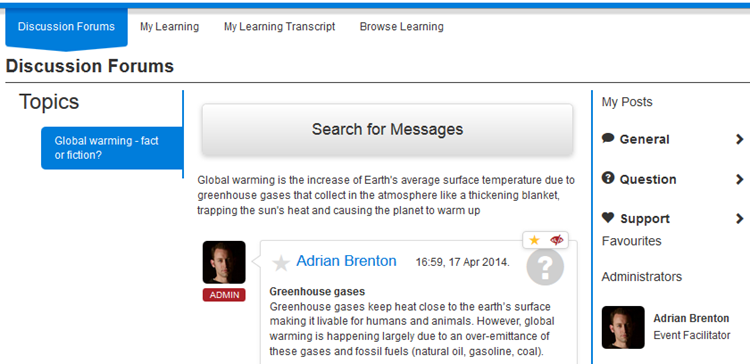 Discussion Forums
My Learning
My Learning Transcript
Browse Learning
Discussion Forums
Topics
Global warming - fact
or fiction?
Search for Messages
Global warming is the increase of Earth's average surface temperature due to
greenhouse gases that collect in the atmosphere like a thickening blanket,
trapping the sun's heat and causing the planet to warm up
Adrian Brenton
16:59, 17 Apr 2014.
ADMIN
Greenhouse gases
Greenhouse gases keep heat close to the earth's surface
making it livable for humans and animals. However, global
warming is happening largely due to an over-emittance of
these gases and fossil fuels (natural oil, gasoline, coal).
My Posts
General
Question
Support
Favourites
Administrators
Adrian Brenton
Event Facilitator